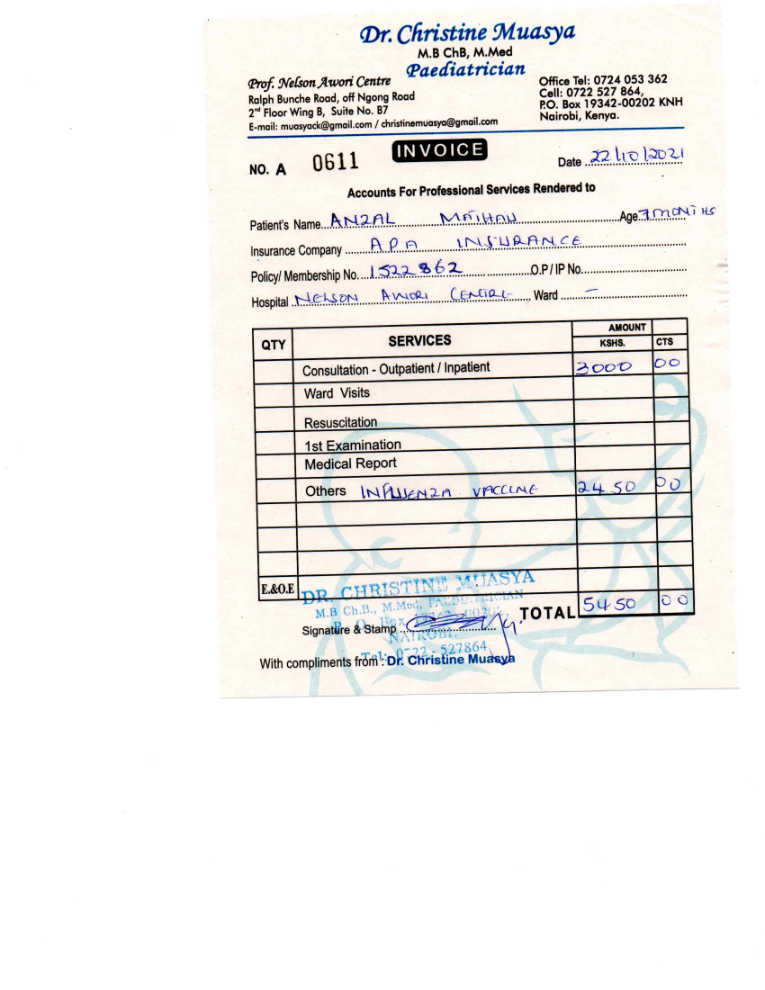 Dr. Christine Muasya
M.B ChB, M.Med
Paediatrician
Prof. Nelson Awori Centre
Ralph Bunche Road, off Ngong Road
2nd Floor Wing B, Suite No. B7
E-mail: muasyack@gmail.com / christinemuasya@gmail.com
Office Tel: 0724 053 362
Cell: 0722 527 864,
P.O. Box 19342-00202 KNH
Nairobi, Kenya.
INVOICE
NO. A 0611
Date 22/10/2021
Accounts For Professional Services Rendered to
Patient's Name ANZAL Age 7 MONTHS
Insurance Company APA INSURANCE
Policy/ Membership No. 1522862 O.P / IP No.
Hospital NELSON AWORI CENTRE Ward –
QTY SERVICES AMOUNT
KSHS. CTS
Consultation - Outpatient / Inpatient 3000 00
Ward Visits
Resuscitation
1st Examination
Medical Report
Others INFLUENZA VACCINE 2450 00
E.&O.E
DR. CHRISTINE MUASYA
M.B Ch.B., M.Med, PAEDIATRICIAN
TOTAL 5450 00
Signature & Stamp
NAIROBI
Tel: 0722 - 527864
With compliments from : Dr. Christine Muasya